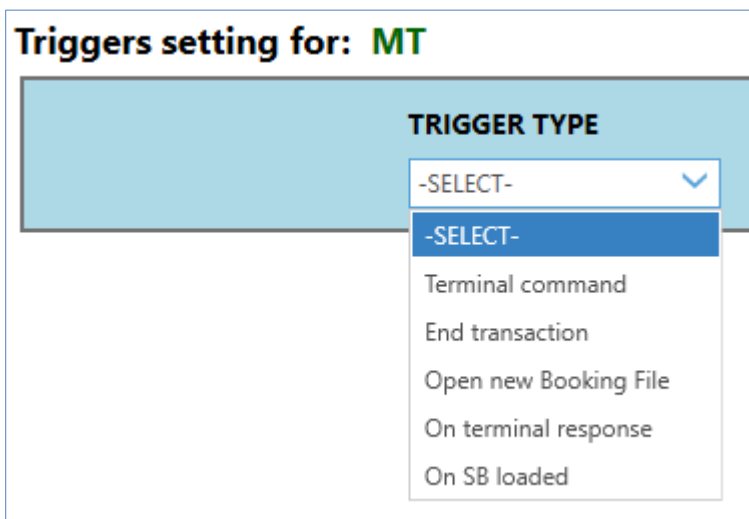 Triggers setting for: MT
TRIGGER TYPE
-SELECT-
-SELECT-
Terminal command
End transaction
Open new Booking File
On terminal response
On SB loaded